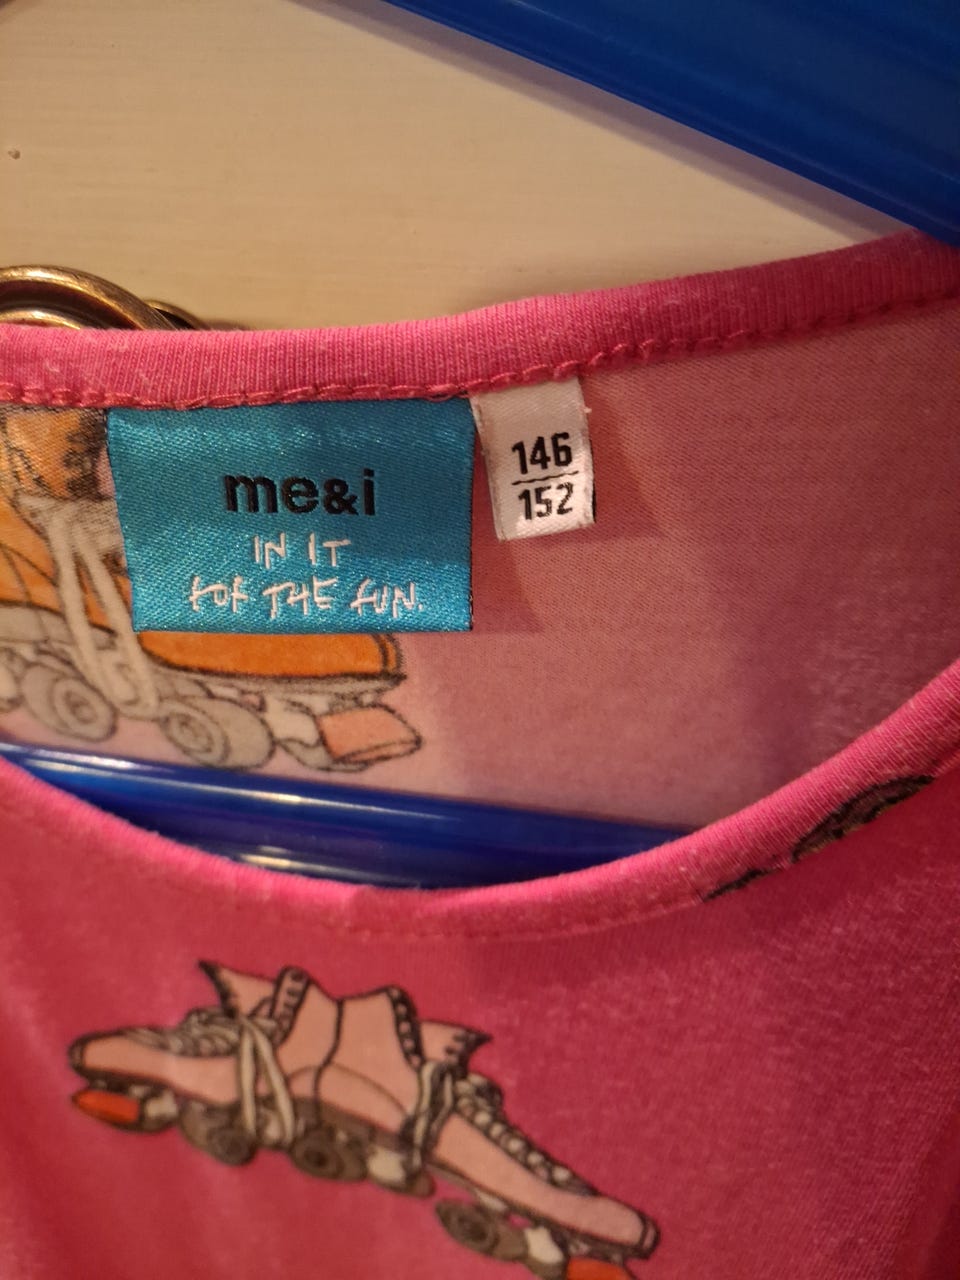 me&i
IN IT
FOR THE FUN.
146
152